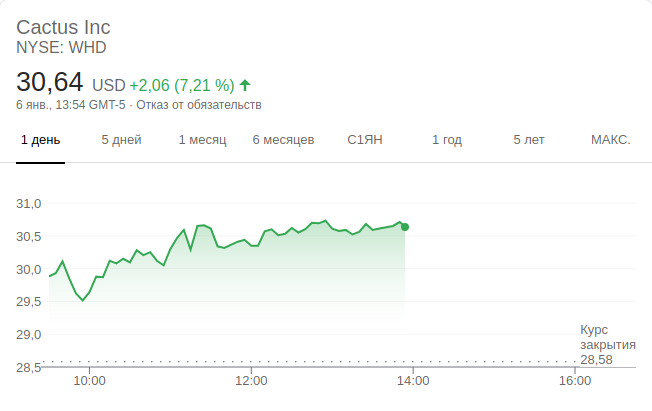 Cactus Inc
NYSE: WHD
30,64 USD +2,06 (7,21 %)
6 янв., 13:54 GMT-5 · Отказ от обязательств
1 день 5 дней 1 месяц 6 месяцев С1ЯН 1 год 5 лет МАКС.
31,0
30,5
30,0
29,5
29,0
Курс
закрытия
28,58
28,5
10:00 12:00 14:00 16:00